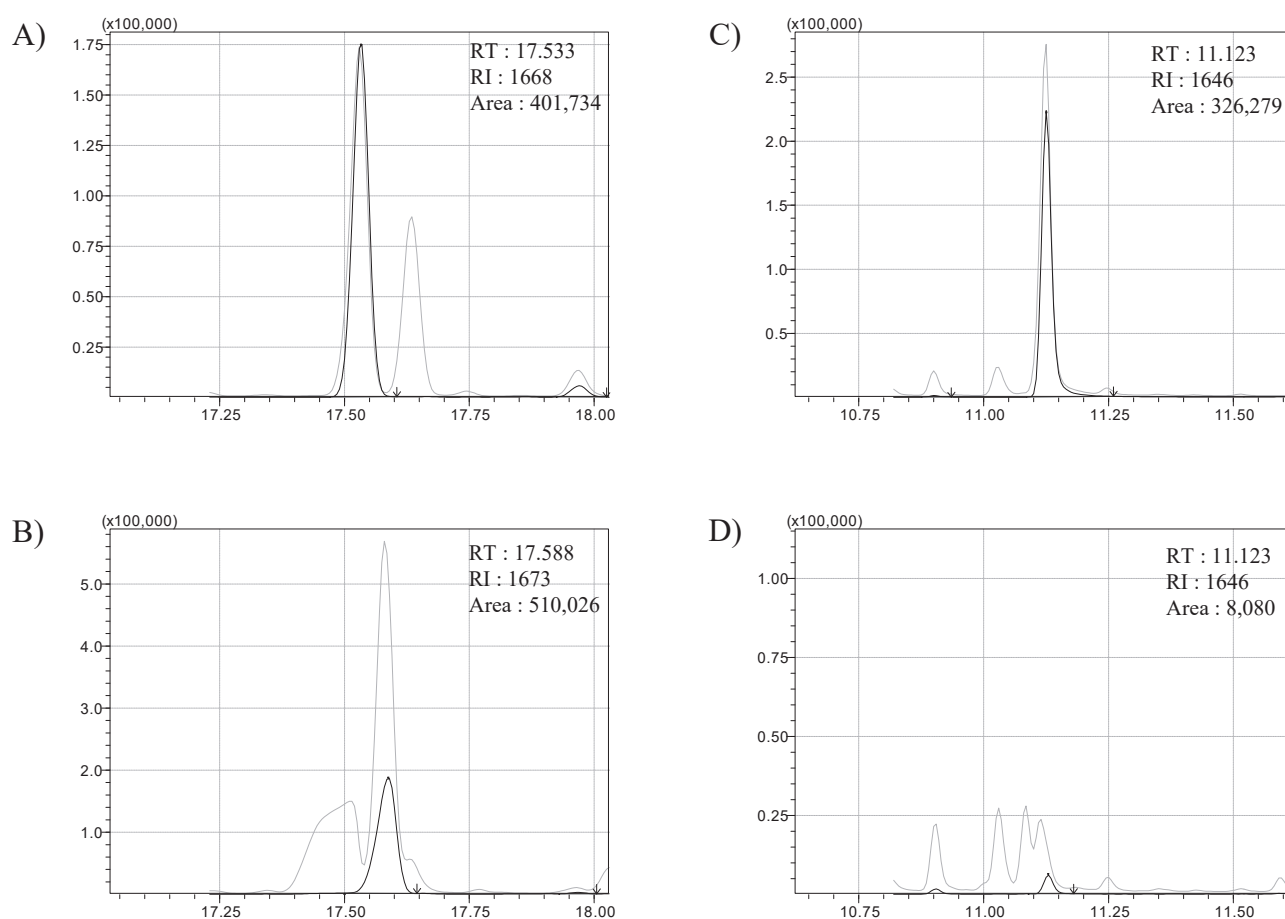 A)
(x100,000)
RT : 17.533
RI : 1668
Area : 401,734
1.75
1.50
1.25
1.00
0.75
0.50
0.25
17.25
17.50
17.75
18.00
C)
(x100,000)
RT : 11.123
RI : 1646
Area : 326,279
2.5
2.0
1.5
1.0
0.5
10.75
11.00
11.25
11.50
B)
(x100,000)
RT : 17.588
RI : 1673
Area : 510,026
5.0
4.0
3.0
2.0
1.0
17.25
17.50
17.75
18.00
D)
(x100,000)
RT : 11.123
RI : 1646
Area : 8,080
1.00
0.75
0.50
0.25
10.75
11.00
11.25
11.50